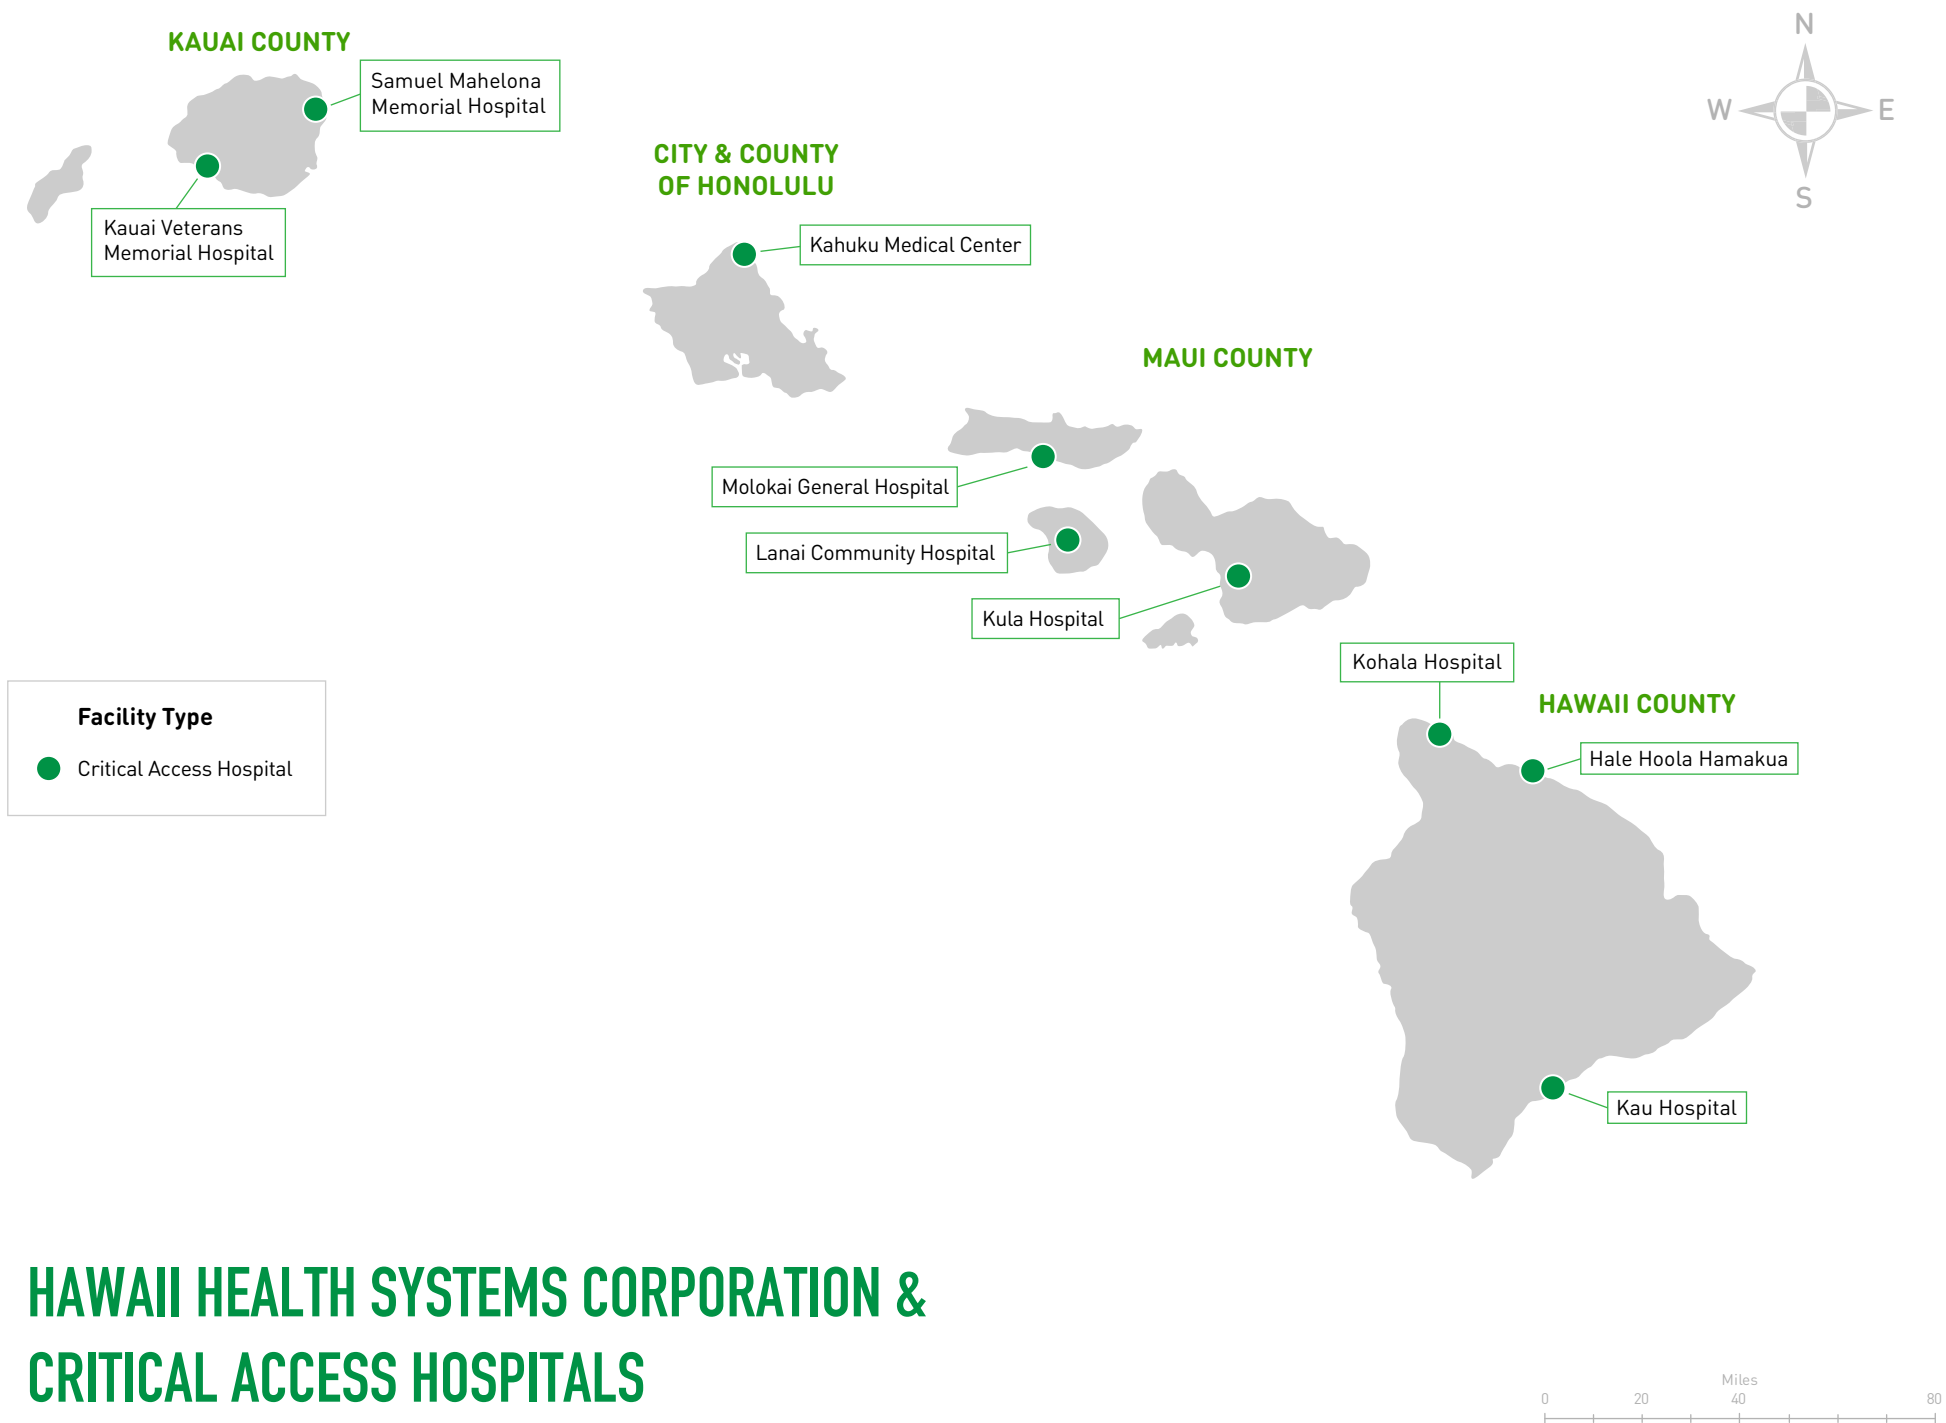 KAUAI COUNTY
Samuel Mahelona
Memorial Hospital
Kauai Veterans
Memorial Hospital
CITY & COUNTY
OF HONOLULU
Kahuku Medical Center
N
W
E
S
MAUI COUNTY
Molokai General Hospital
Lanai Community Hospital
Kula Hospital
Kohala Hospital
HAWAII COUNTY
Hale Hoola Hamakua
Kau Hospital
Facility Type
Critical Access Hospital
HAWAII HEALTH SYSTEMS CORPORATION &
CRITICAL ACCESS HOSPITALS
Miles
0 20 40 80